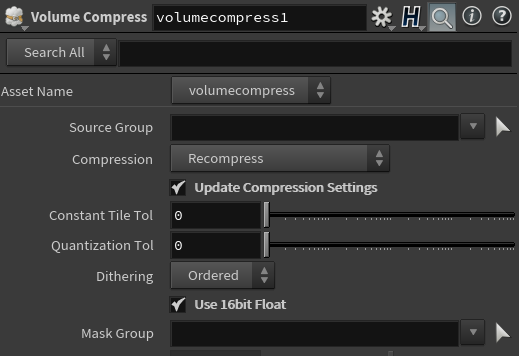 Volume Compress volumecompress1
Search All
Asset Name volumecompress
Source Group
Compression Recompress
Update Compression Settings
Constant Tile Tol 0
Quantization Tol 0
Dithering Ordered
Use 16bit Float
Mask Group